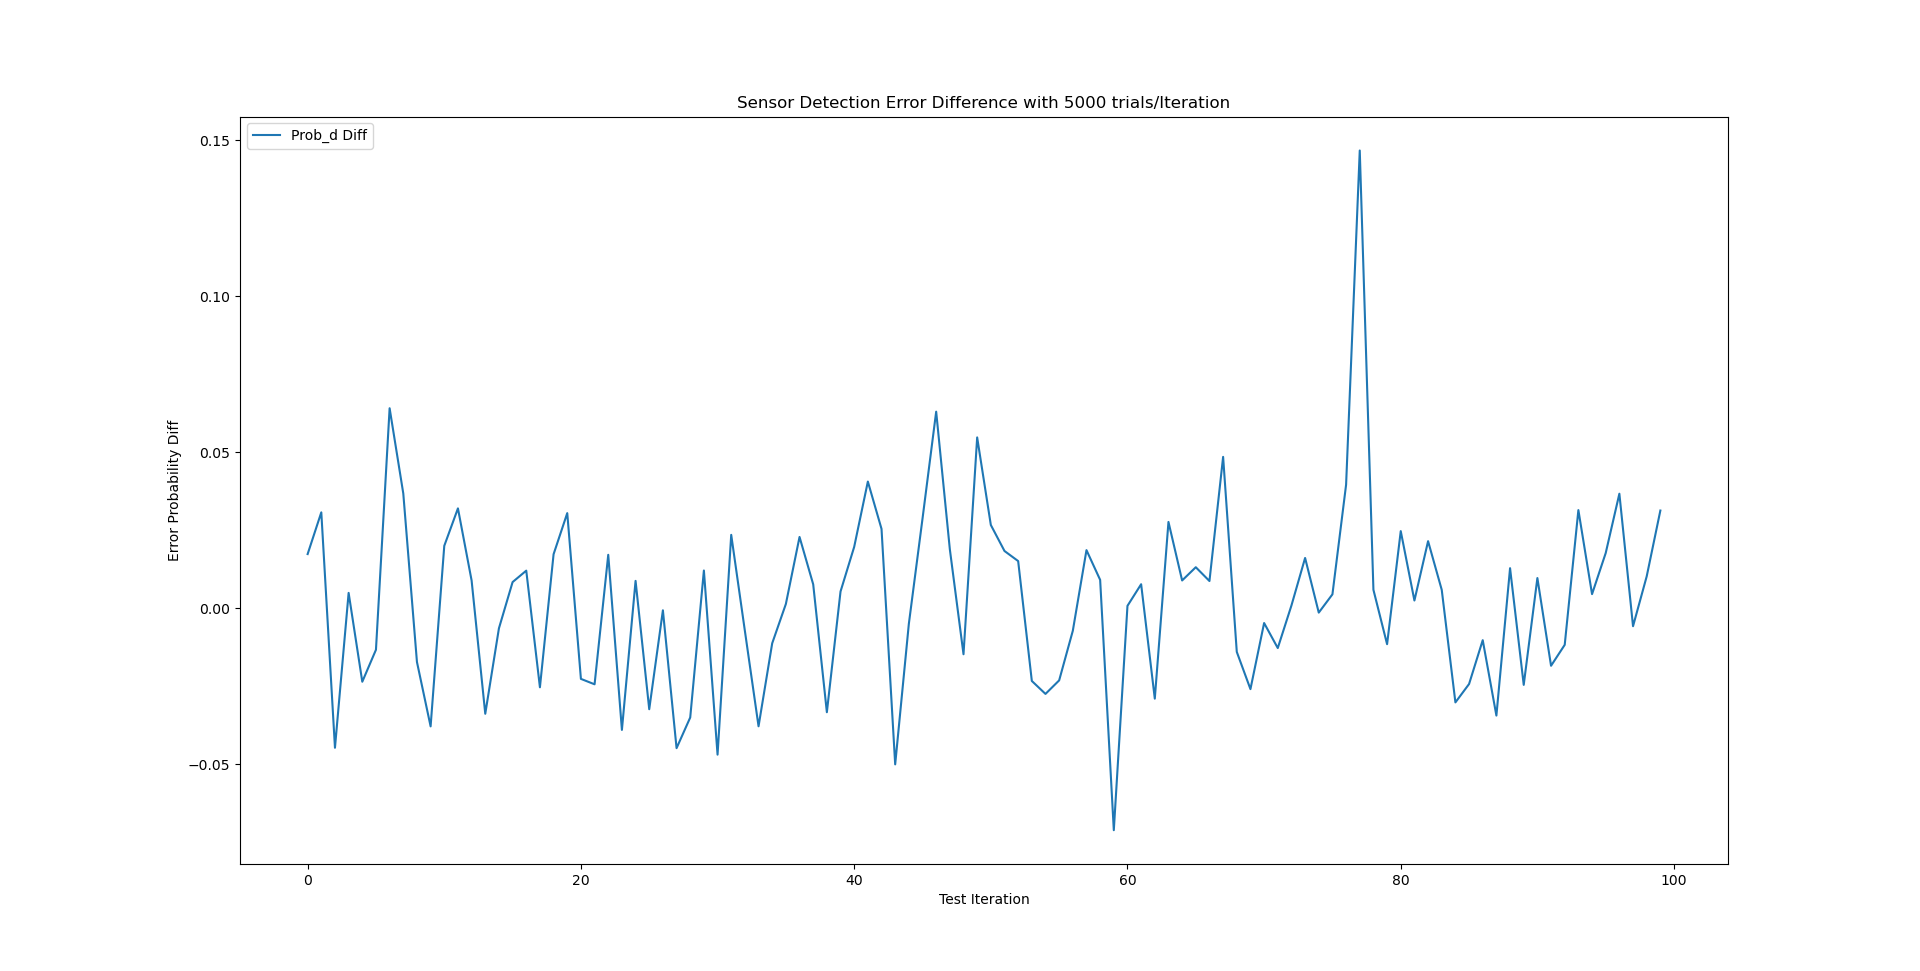 Sensor Detection Error Difference with 5000 trials/Iteration
Prob_d Diff
0.15
0.10
0.05
0.00
−0.05
Error Probability Diff
0 20 40 60 80 100
Test Iteration